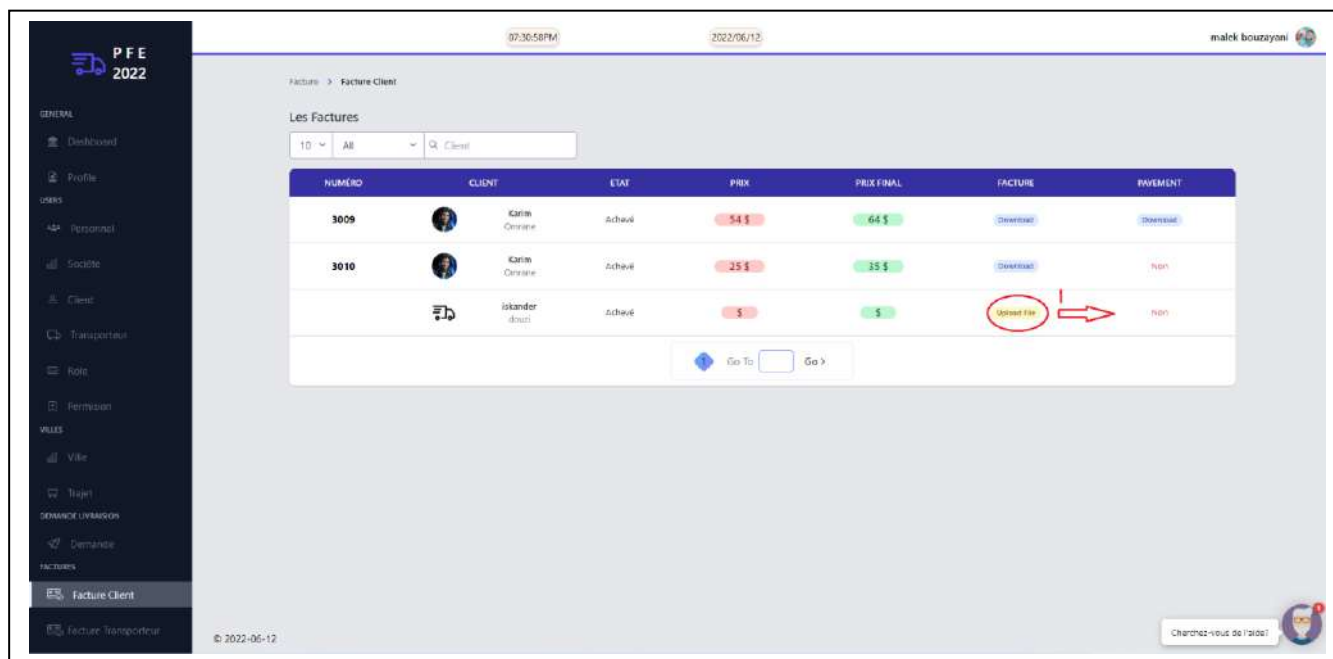 PFE
2022
07:30:58PM
2022/06/12
malek bouzayani
GENERAL
Dashboard
Profile
USERS
Personnel
Société
Client
Transporteur
Role
Permision
VILLES
Ville
Trajet
DEMANDE LIVRAISON
Demande
FACTURES
Facture Client
Facture Transporteur
Facture > Facture Client
Les Factures
10 All Client
NUMÉRO CLIENT ETAT PRIX PRIX FINAL FACTURE PAYEMENT
3009 Karim Omrane Achevé 54 $ 64 $ Download Download
3010 Karim Omrane Achevé 25 $ 35 $ Download Non
iskander douzi Achevé $ $ Upload File Non
1
1 Go To Go >
© 2022-06-12
Cherchez-vous de l'aide?
1